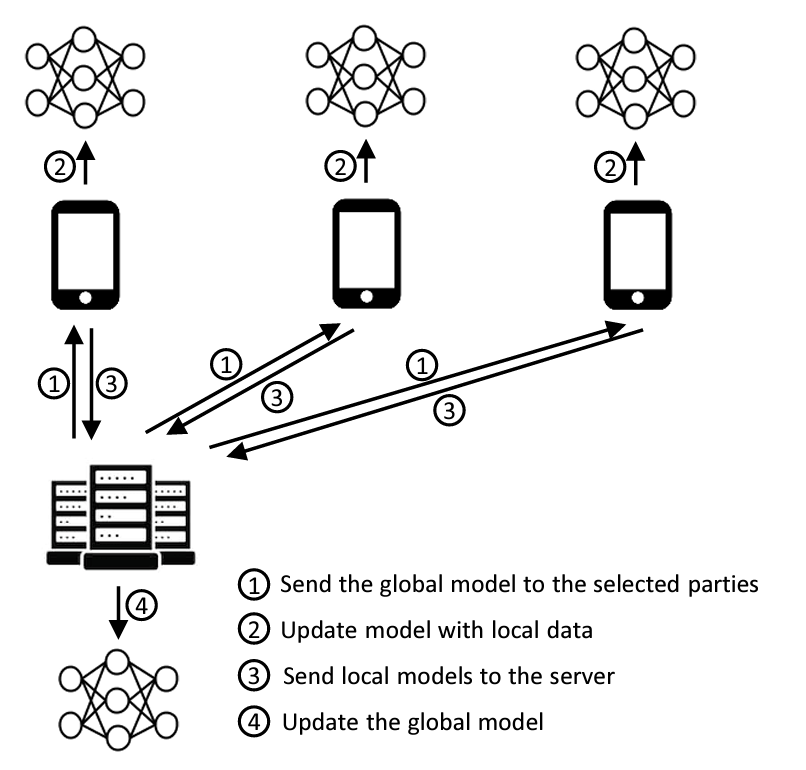 ② ② ②
① ③ ① ③ ① ③
④
① Send the global model to the selected parties
② Update model with local data
③ Send local models to the server
④ Update the global model